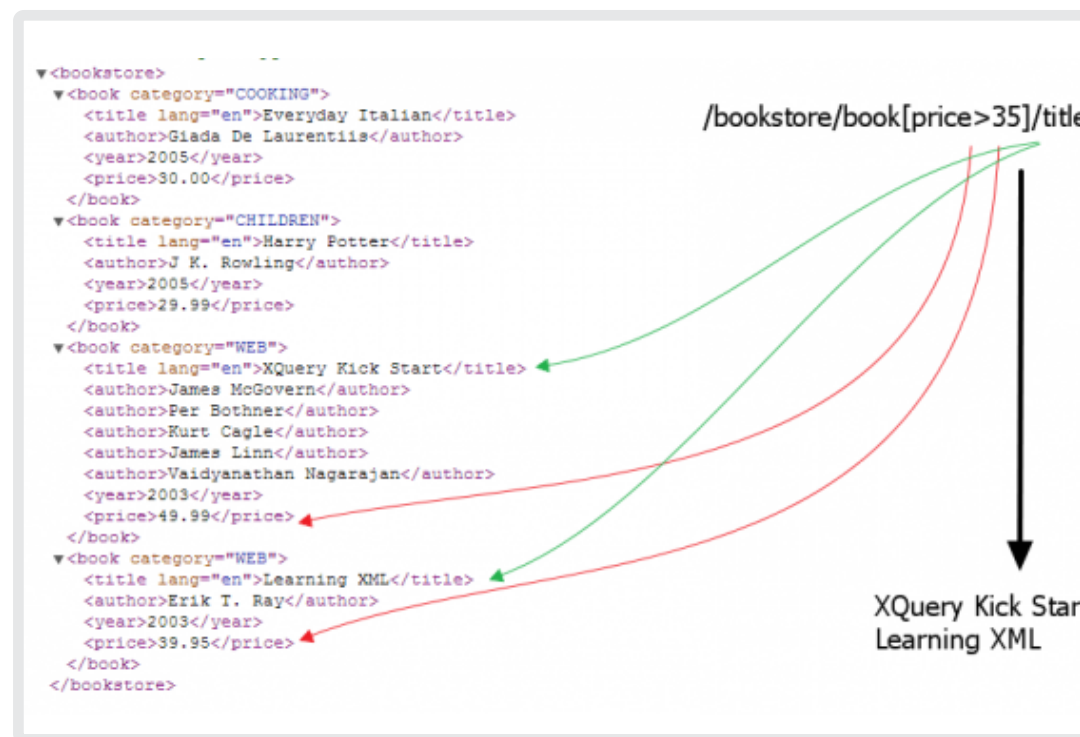 <bookstore>
<book category="COOKING">
<title lang="en">Everyday Italian</title>
<author>Giada De Laurentiis</author>
<year>2005</year>
<price>30.00</price>
</book>
<book category="CHILDREN">
<title lang="en">Harry Potter</title>
<author>J K. Rowling</author>
<year>2005</year>
<price>29.99</price>
</book>
<book category="WEB">
<title lang="en">XQuery Kick Start</title>
<author>James McGovern</author>
<author>Per Bothner</author>
<author>Kurt Cagle</author>
<author>James Linn</author>
<author>Vaidyanathan Nagarajan</author>
<year>2003</year>
<price>49.99</price>
</book>
<book category="WEB">
<title lang="en">Learning XML</title>
<author>Erik T. Ray</author>
<year>2003</year>
<price>39.95</price>
</book>
</bookstore>
/bookstore/book[price>35]/title
XQuery Kick Star
Learning XML